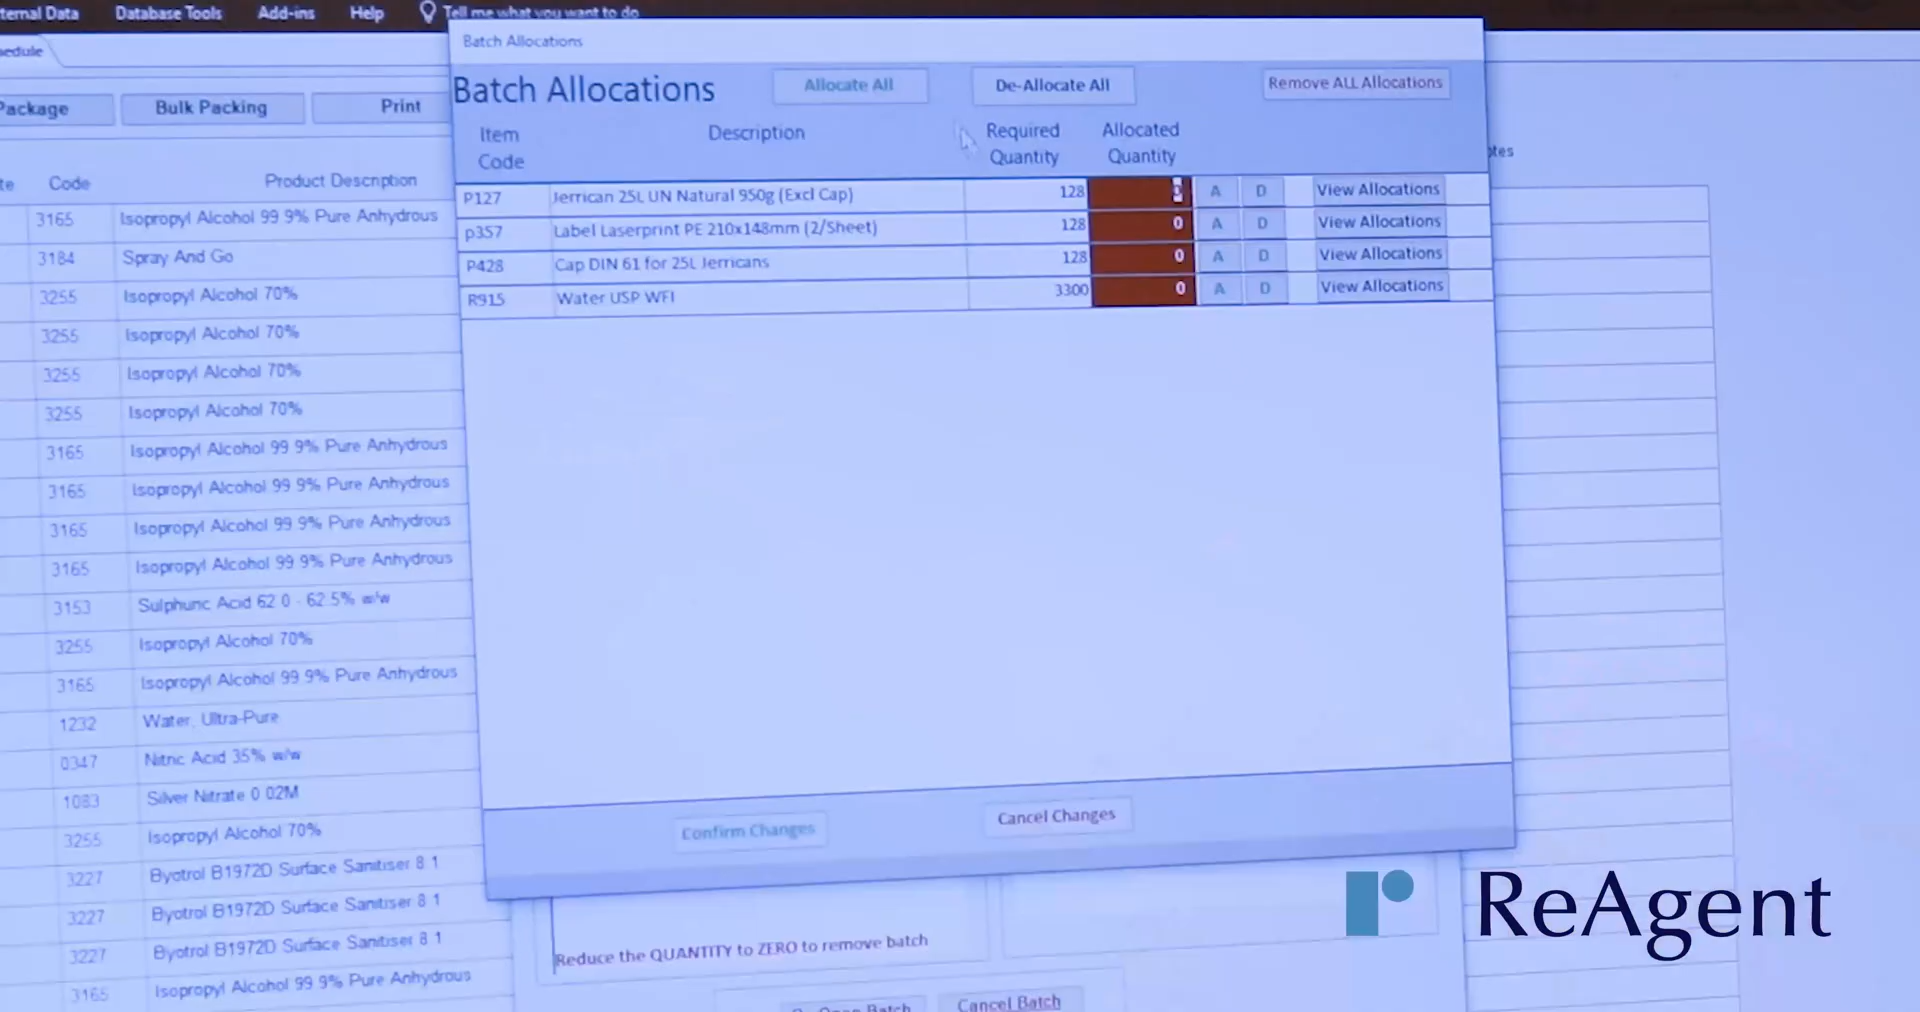 ternal Data Database Tools Add-ins Help Tell me what you want to do
edule
Package Bulk Packing Print
Code Product Description
3165 Isopropyl Alcohol 99 9% Pure Anhydrous
3184 Spray And Go
3255 Isopropyl Alcohol 70%
3255 Isopropyl Alcohol 70%
3255 Isopropyl Alcohol 70%
3255 Isopropyl Alcohol 70%
3165 Isopropyl Alcohol 99 9% Pure Anhydrous
3165 Isopropyl Alcohol 99 9% Pure Anhydrous
3165 Isopropyl Alcohol 99 9% Pure Anhydrous
3165 Isopropyl Alcohol 99 9% Pure Anhydrous
3153 Sulphuric Acid 62 0 - 62 5% w/w
3255 Isopropyl Alcohol 70%
3165 Isopropyl Alcohol 99 9% Pure Anhydrous
1232 Water, Ultra-Pure
0347 Nitric Acid 35% w/w
1083 Silver Nitrate 0 02M
3255 Isopropyl Alcohol 70%
3227 Byotrol B1972D Surface Sanitiser 8 1
3227 Byotrol B1972D Surface Sanitiser 8 1
3227 Byotrol B1972D Surface Sanitiser 8 1
3165 Isopropyl Alcohol 99 9% Pure Anhydrous
Batch Allocations
Batch Allocations Allocate All De-Allocate All Remove ALL Allocations
Item Code Description Required Quantity Allocated Quantity
P127 Jerrican 25L UN Natural 950g (Excl Cap) 128 0 A D View Allocations
p357 Label Laserprint PE 210x148mm (2/Sheet) 128 0 A D View Allocations
P428 Cap DIN 61 for 25L Jerricans 128 0 A D View Allocations
R915 Water USP WFI 3300 0 A D View Allocations
Confirm Changes Cancel Changes
Reduce the QUANTITY to ZERO to remove batch
Open Batch Cancel Batch
ReAgent